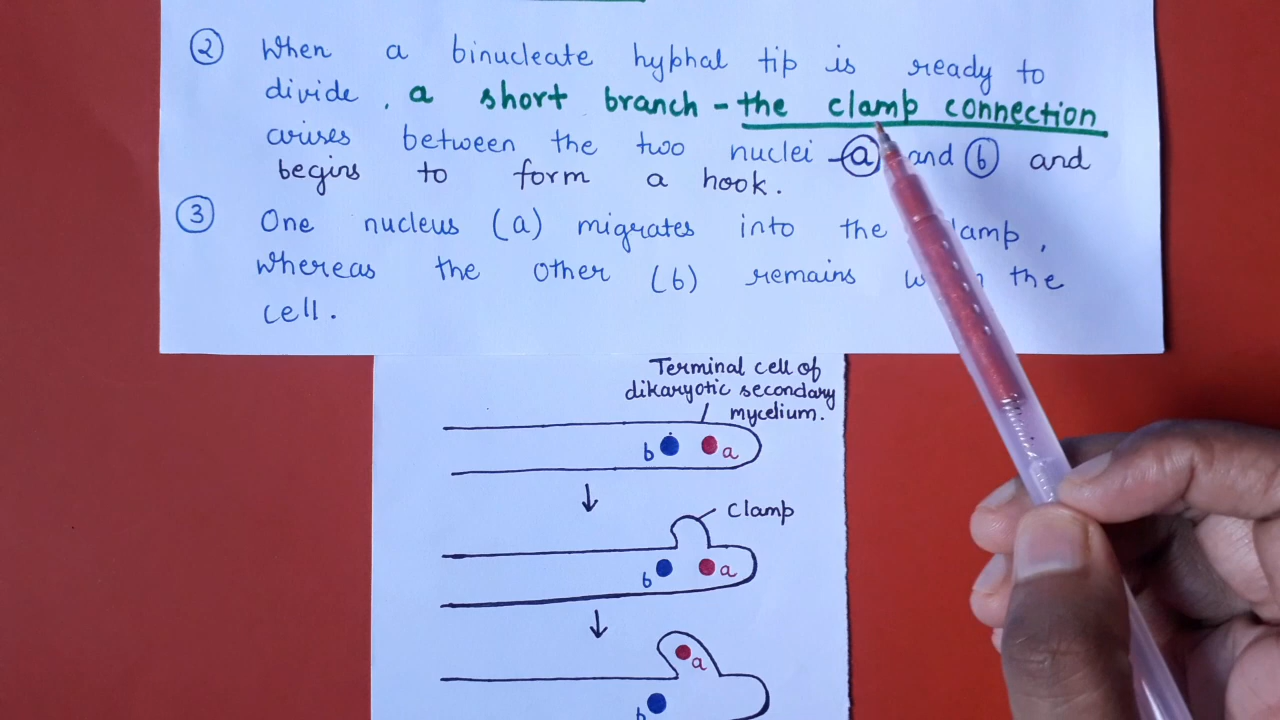 ② When a binucleate hyphal tip is ready to
divide, a short branch - the clamp connection
arises between the two nuclei - ⓐ and ⓑ and
begins to form a hook.
③ One nucleus (a) migrates into the lamp,
whereas the other (b) remains the
cell.
Terminal cell of
dikaryotic secondary
mycelium.
b a
clamp
b a
a
b